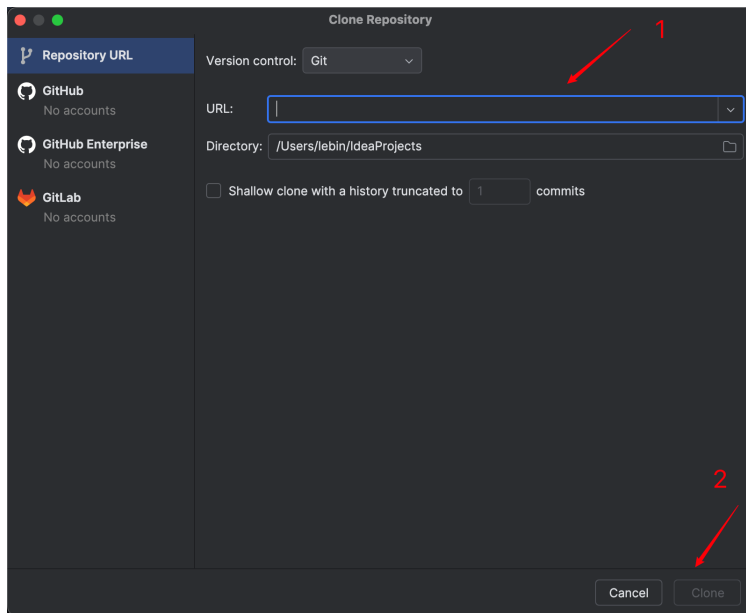 Clone Repository
1
Repository URL
Version control: Git
GitHub
No accounts
URL:
GitHub Enterprise
No accounts
Directory: /Users/lebin/IdeaProjects
GitLab
No accounts
Shallow clone with a history truncated to 1 commits
2
Cancel
Clone